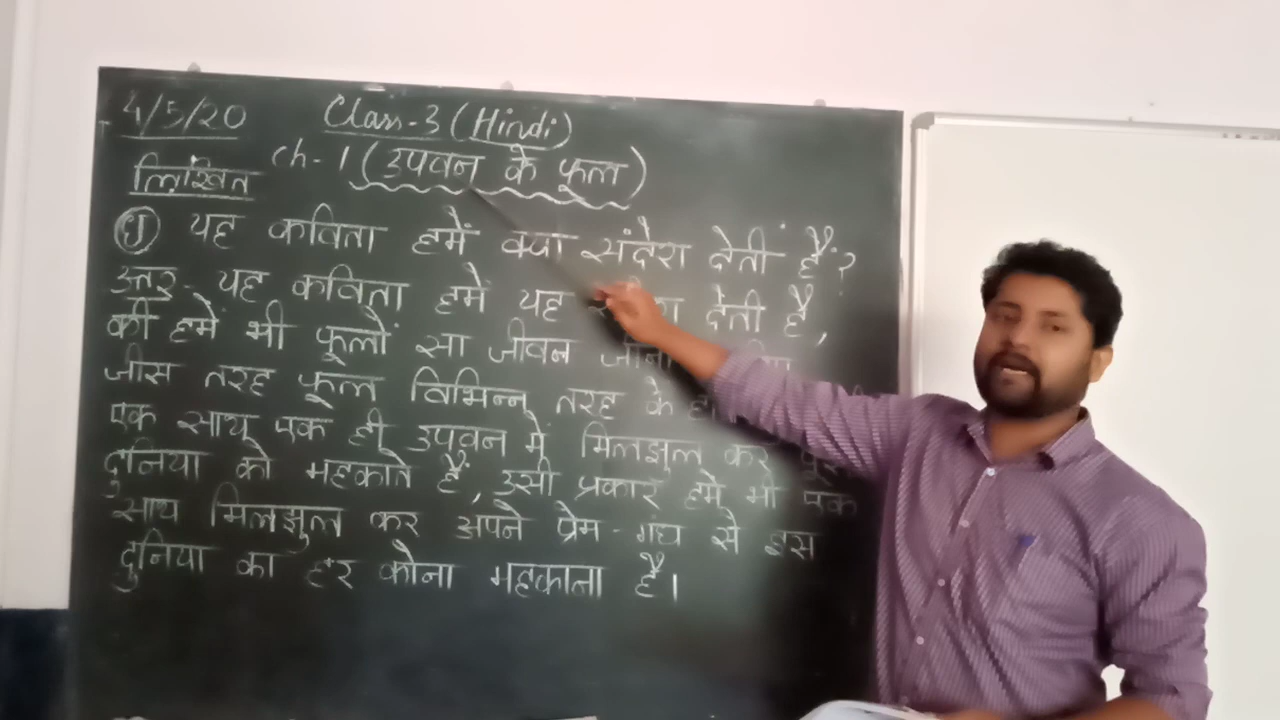 4/5/20 Class-3 (Hindi)
ch-1 (उपवन के फूल)
लिखित
(1) यह कविता हमें क्या संदेश देतीं हैं?
उत्तर - यह कविता हमें यह देती है,
की हमें भी फूलों सा जीवन
जीस तरह फूल विभिन्न तरह के
एक साथ एक ही उपवन में मिलझुल कर
दुनिया को महकाते हैं, उसी प्रकार हमे भी एक
साथ मिलझुल कर अपने प्रेम - गंध से इस
दुनिया का हर कोना महकाना है।